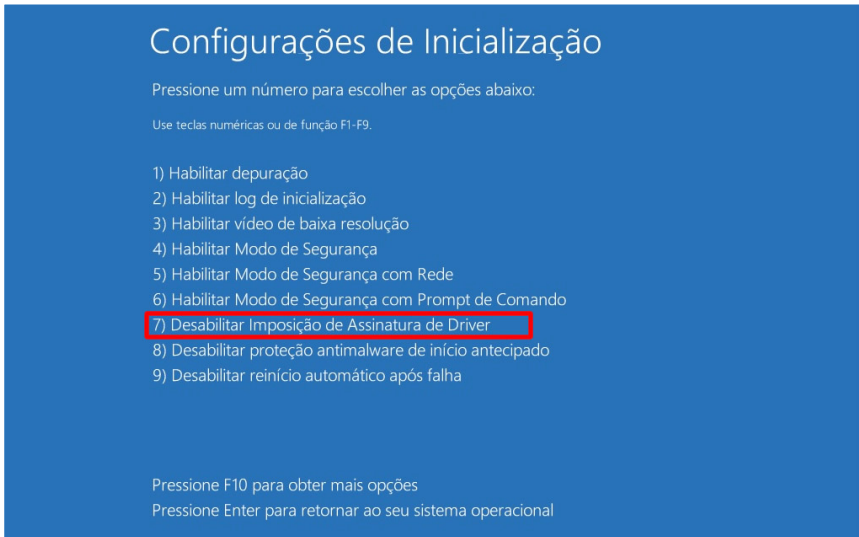 Configurações de Inicialização
Pressione um número para escolher as opções abaixo:
Use teclas numéricas ou de função F1-F9.
1) Habilitar depuração
2) Habilitar log de inicialização
3) Habilitar vídeo de baixa resolução
4) Habilitar Modo de Segurança
5) Habilitar Modo de Segurança com Rede
6) Habilitar Modo de Segurança com Prompt de Comando
7) Desabilitar Imposição de Assinatura de Driver
8) Desabilitar proteção antimalware de início antecipado
9) Desabilitar reinício automático após falha
Pressione F10 para obter mais opções
Pressione Enter para retornar ao seu sistema operacional